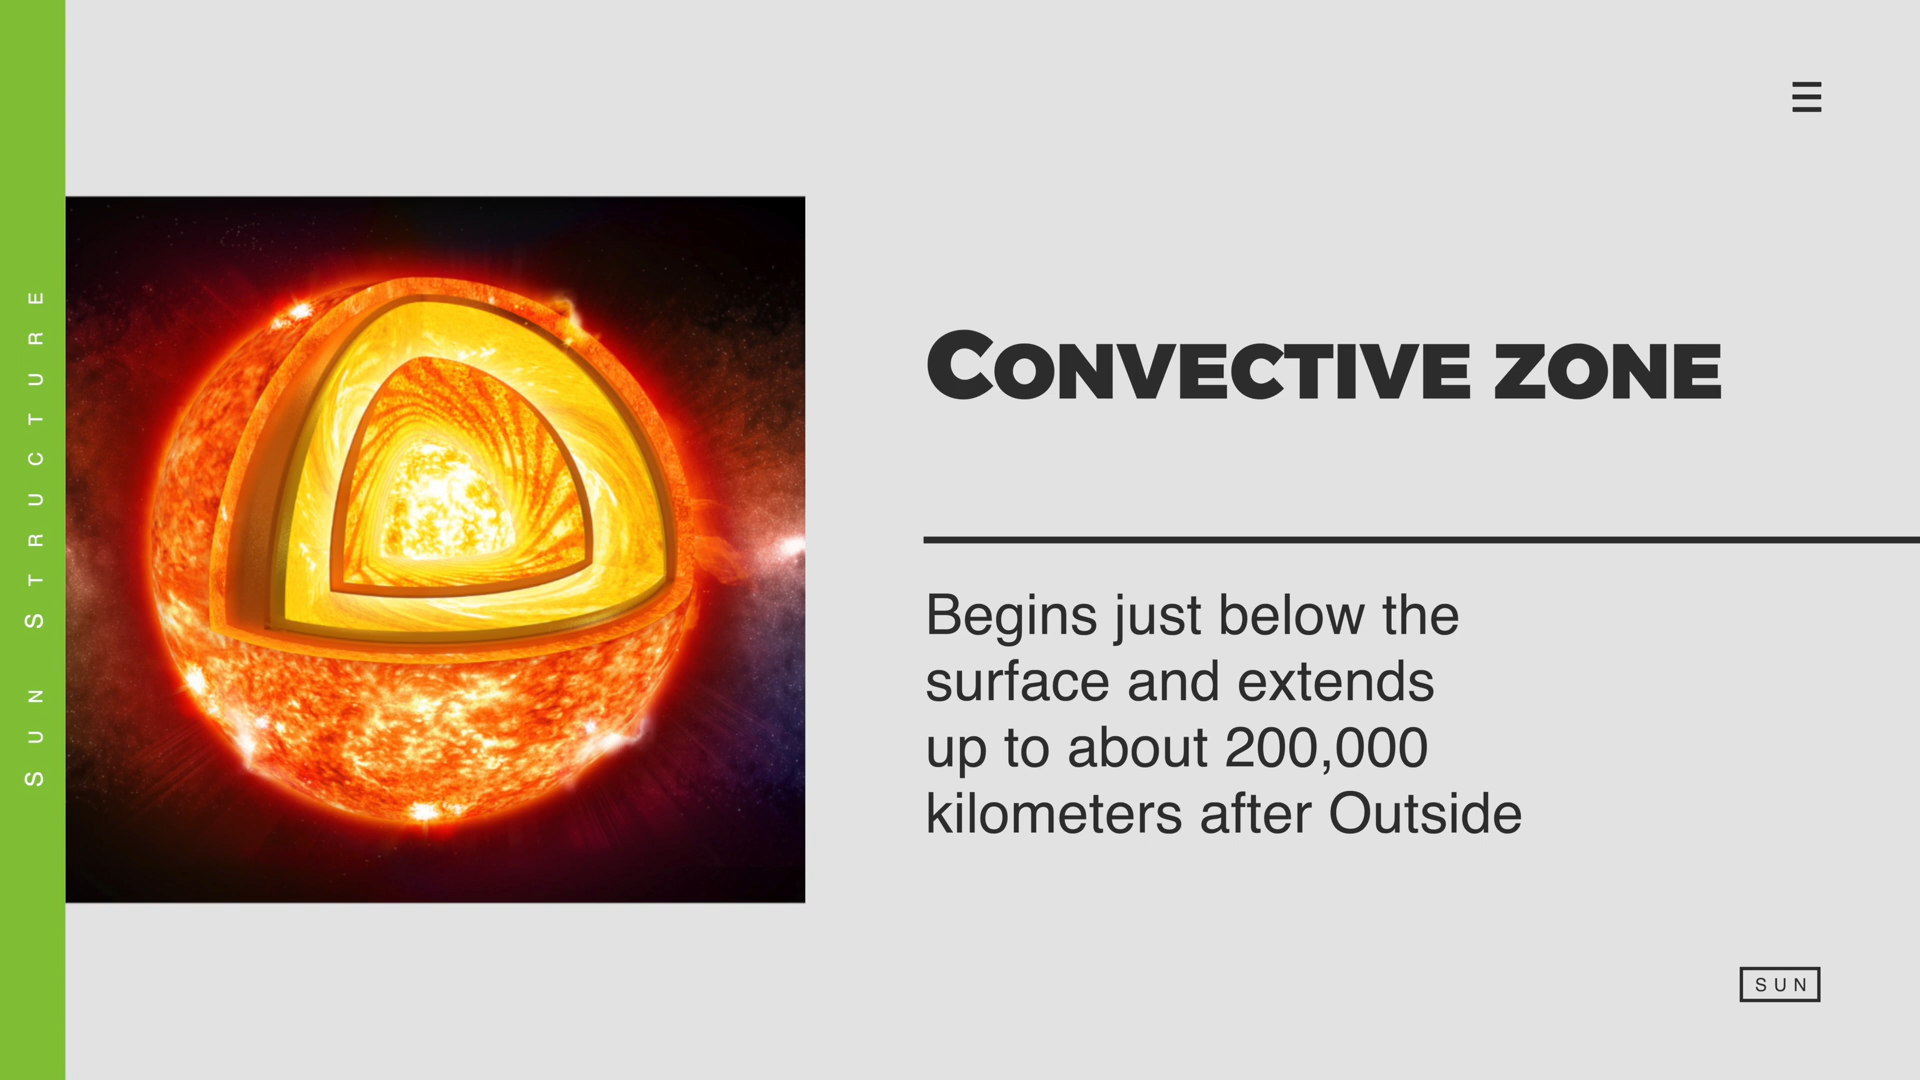 Sun Structure
Convective zone
Begins just below the
surface and extends
up to about 200,000
kilometers after Outside
SUN